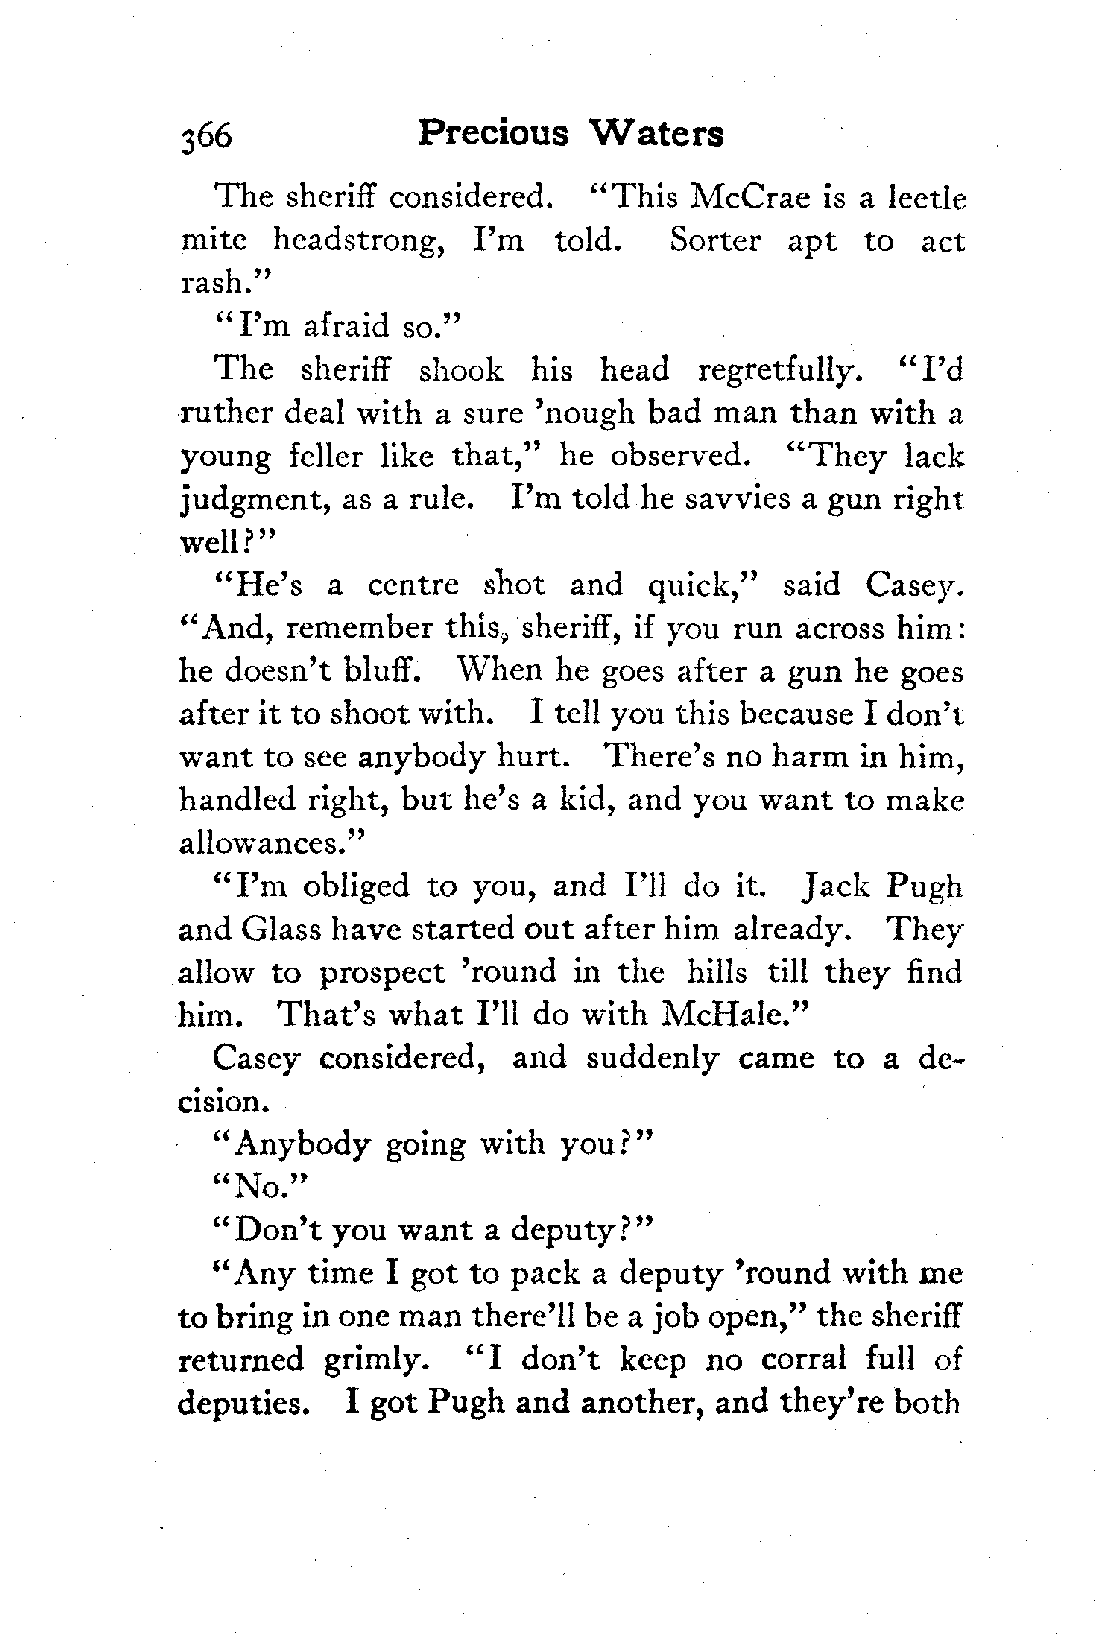 366 Precious Waters
The sheriff considered. “This McCrae is a leetle
mite headstrong, I’m told. Sorter apt to act
rash.”
“I’m afraid so.”
The sheriff shook his head regretfully. “I’d
ruther deal with a sure ’nough bad man than with a
young feller like that,” he observed. “They lack
judgment, as a rule. I’m told he savvies a gun right
well?”
“He’s a centre shot and quick,” said Casey.
“And, remember this, sheriff, if you run across him:
he doesn’t bluff. When he goes after a gun he goes
after it to shoot with. I tell you this because I don’t
want to see anybody hurt. There’s no harm in him,
handled right, but he’s a kid, and you want to make
allowances.”
“I’m obliged to you, and I’ll do it. Jack Pugh
and Glass have started out after him already. They
allow to prospect ’round in the hills till they find
him. That’s what I’ll do with McHale.”
Casey considered, and suddenly came to a de-
cision.
“Anybody going with you?”
“No.”
“Don’t you want a deputy?”
“Any time I got to pack a deputy ’round with me
to bring in one man there’ll be a job open,” the sheriff
returned grimly. “I don’t keep no corral full of
deputies. I got Pugh and another, and they’re both